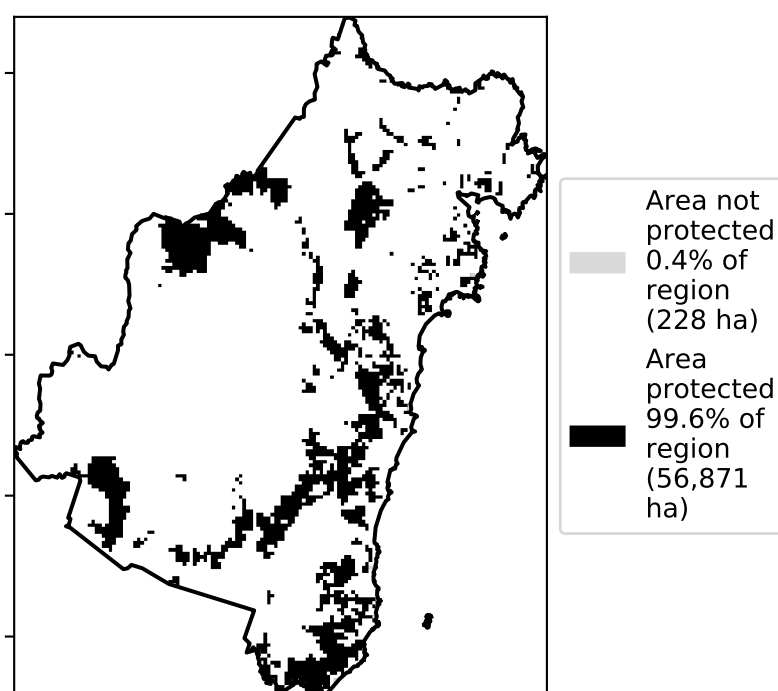 Area not
protected
0.4% of
region
(228 ha)
Area
protected
99.6% of
region
(56,871
ha)